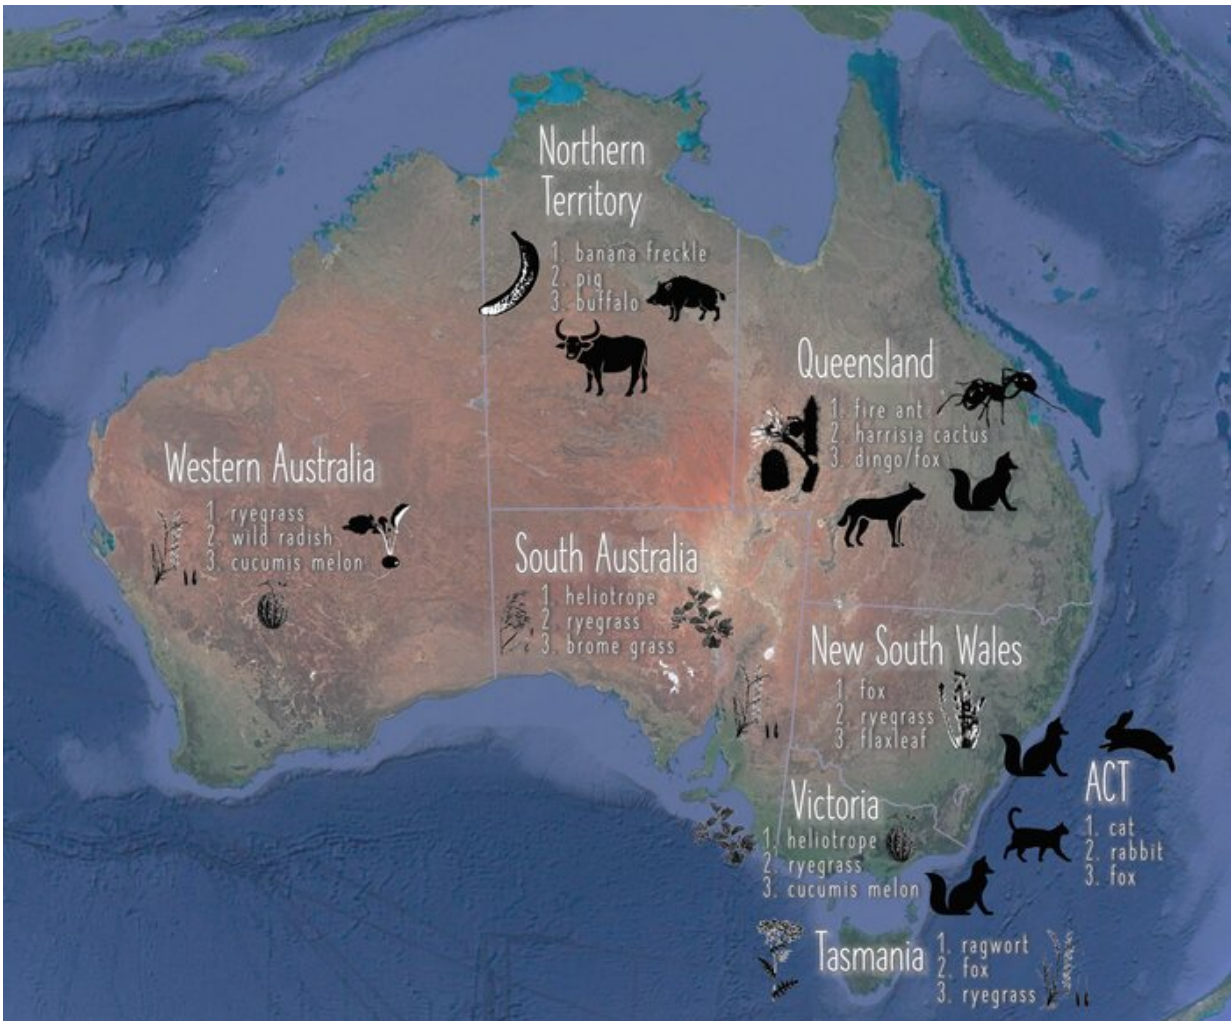 Northern
Territory
1. banana freckle
2. pig
3. buffalo
Queensland
1. fire ant
2. harrisia cactus
3. dingo/fox
Western Australia
1. ryegrass
2. wild radish
3. cucumis melon
South Australia
1. heliotrope
2. ryegrass
3. brome grass
New South Wales
1. fox
2. ryegrass
3. flaxleaf
ACT
1. cat
2. rabbit
3. fox
Victoria
1. heliotrope
2. ryegrass
3. cucumis melon
Tasmania
1. ragwort
2. fox
3. ryegrass